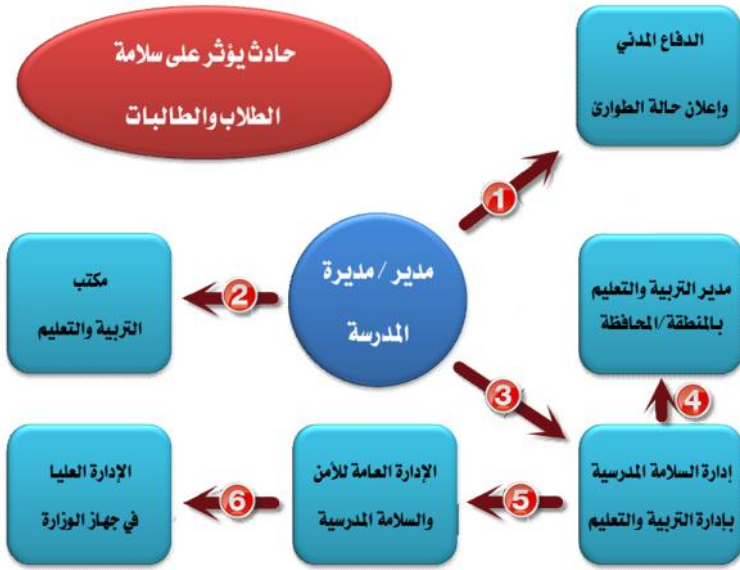 حادث يؤثر على سلامة
الطلاب والطالبات
الدفاع المدني
وإعلان حالة الطوارئ
1
مدير / مديرة
المدرسة
2
مكتب
التربية والتعليم
مدير التربية والتعليم
بالمنطقة/المحافظة
3
4
إدارة السلامة المدرسية
بإدارة التربية والتعليم
5
الإدارة العامة للأمن
والسلامة المدرسية
6
الإدارة العليا
في جهاز الوزارة